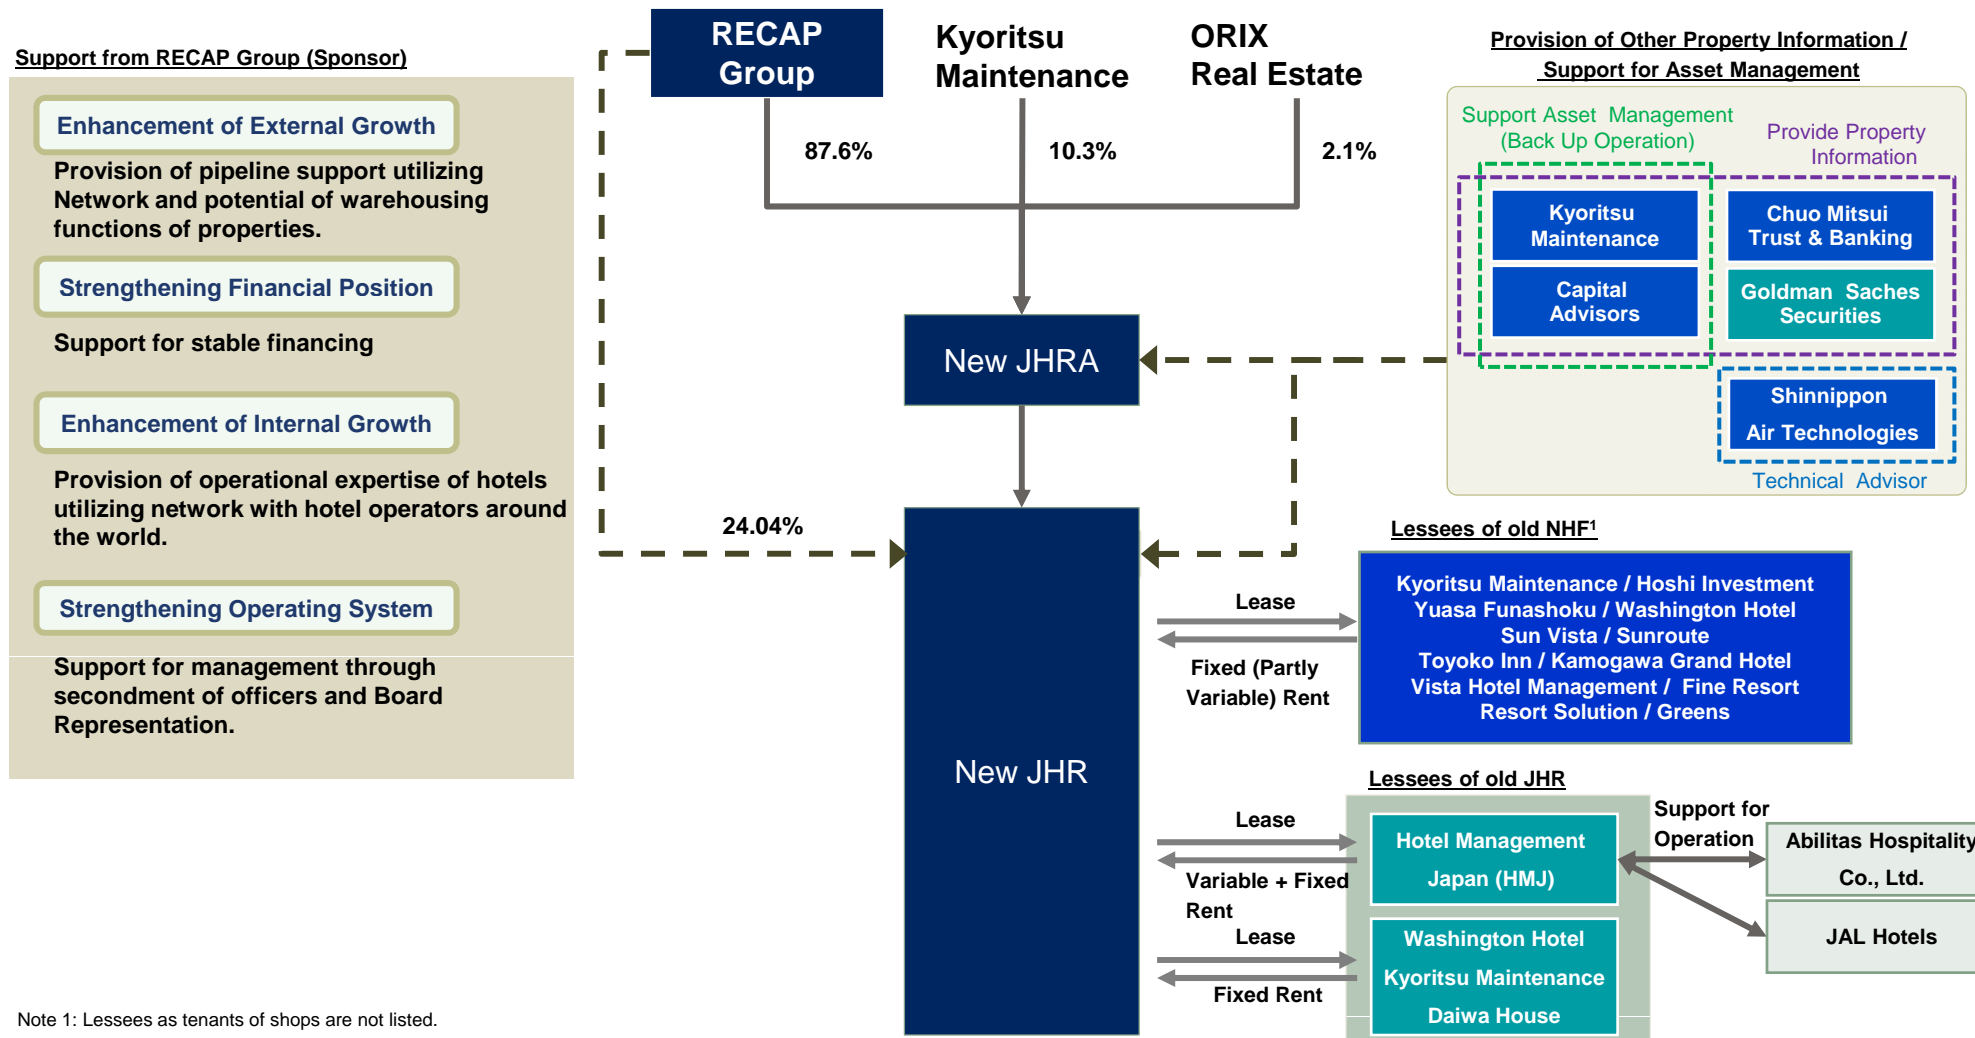 Support from RECAP Group (Sponsor)
Enhancement of External Growth
Provision of pipeline support utilizing
Network and potential of warehousing
functions of properties.
Strengthening Financial Position
Support for stable financing
Enhancement of Internal Growth
Provision of operational expertise of hotels
utilizing network with hotel operators around
the world.
Strengthening Operating System
Support for management through
secondment of officers and Board
Representation.
RECAP
Group
Kyoritsu
Maintenance
ORIX
Real Estate
87.6%
10.3%
2.1%
New JHRA
24.04%
New JHR
Provision of Other Property Information /
Support for Asset Management
Support Asset Management
(Back Up Operation)
Provide Property
Information
Kyoritsu
Maintenance
Chuo Mitsui
Trust & Banking
Capital
Advisors
Goldman Saches
Securities
Shinnippon
Air Technologies
Technical Advisor
Lessees of old NHF¹
Lease
Fixed (Partly
Variable) Rent
Kyoritsu Maintenance / Hoshi Investment
Yuasa Funashoku / Washington Hotel
Sun Vista / Sunroute
Toyoko Inn / Kamogawa Grand Hotel
Vista Hotel Management / Fine Resort
Resort Solution / Greens
Lessees of old JHR
Lease
Variable + Fixed
Rent
Hotel Management
Japan (HMJ)
Support for
Operation
Abilitas Hospitality
Co., Ltd.
JAL Hotels
Lease
Fixed Rent
Washington Hotel
Kyoritsu Maintenance
Daiwa House
Note 1: Lessees as tenants of shops are not listed.